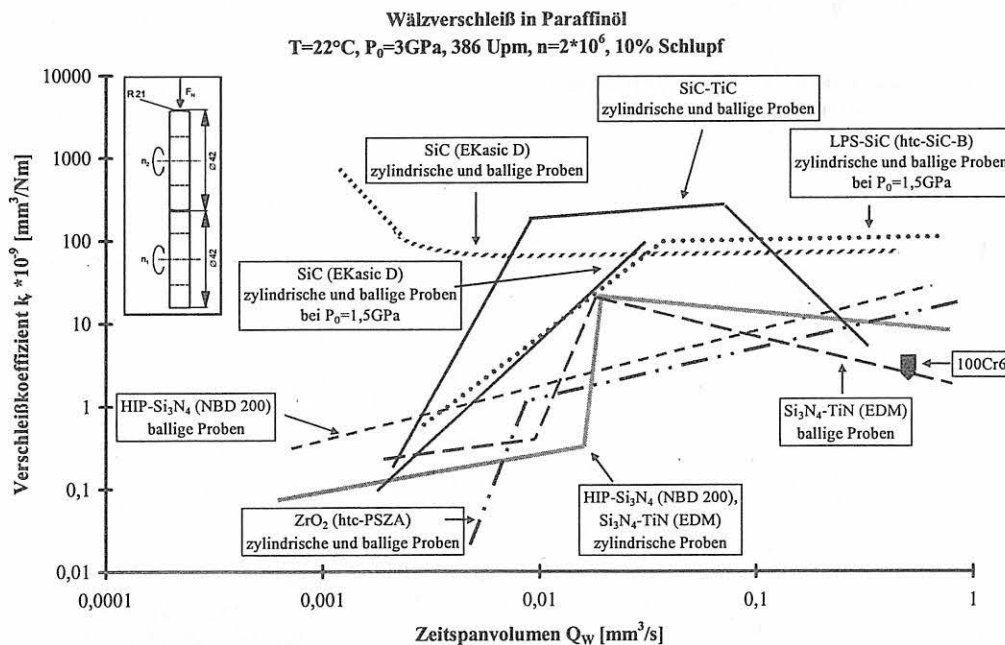 Wälzverschleiß in Paraffinöl
T=22°C, P₀=3GPa, 386 Upm, n=2*10⁶, 10% Schlupf
Verschleißkoeffizient kᵥ *10⁻⁹ [mm³/Nm]
10000
1000
100
10
1
0,1
0,01
R 21
Fₙ
n₂
Ø 42
n₁
Ø 42
SiC-TiC
zylindrische und ballige Proben
SiC (EKasic D)
zylindrische und ballige Proben
LPS-SiC (htc-SiC-B)
zylindrische und ballige Proben
bei P₀=1,5GPa
SiC (EKasic D)
zylindrische und ballige Proben
bei P₀=1,5GPa
100Cr6
HIP-Si₃N₄ (NBD 200)
ballige Proben
Si₃N₄-TiN (EDM)
ballige Proben
ZrO₂ (htc-PSZA)
zylindrische und ballige Proben
HIP-Si₃N₄ (NBD 200),
Si₃N₄-TiN (EDM)
zylindrische Proben
0,0001
0,001
0,01
0,1
1
Zeitspanvolumen Q_W [mm³/s]